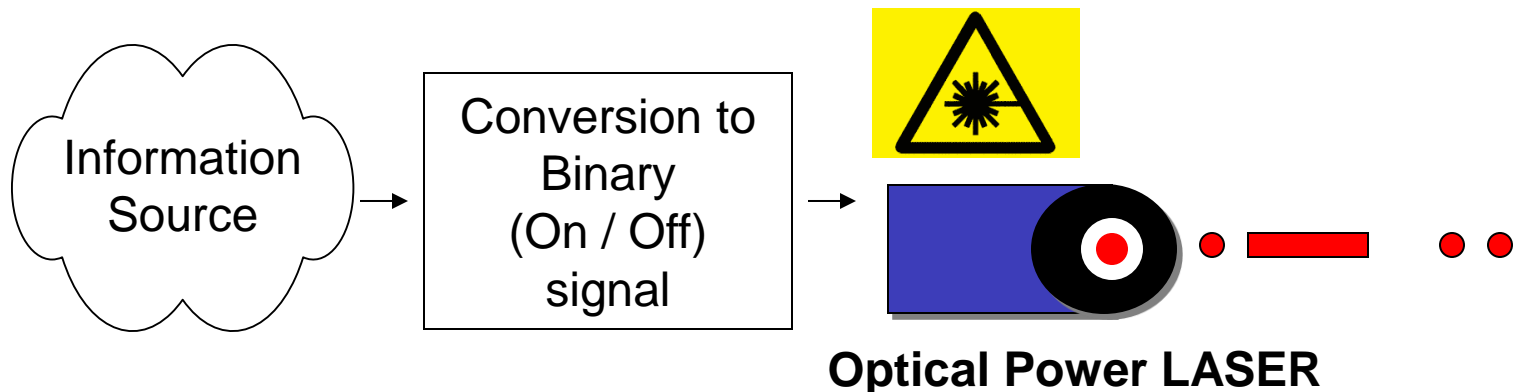 Information
Source
Conversion to
Binary
(On / Off)
signal
Optical Power LASER